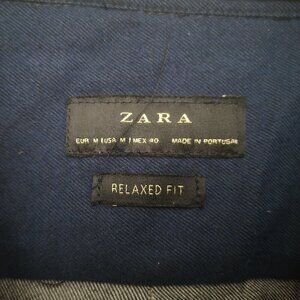 ZARA
EUR M | USA M | MEX 40 MADE IN PORTUGAL
RELAXED FIT